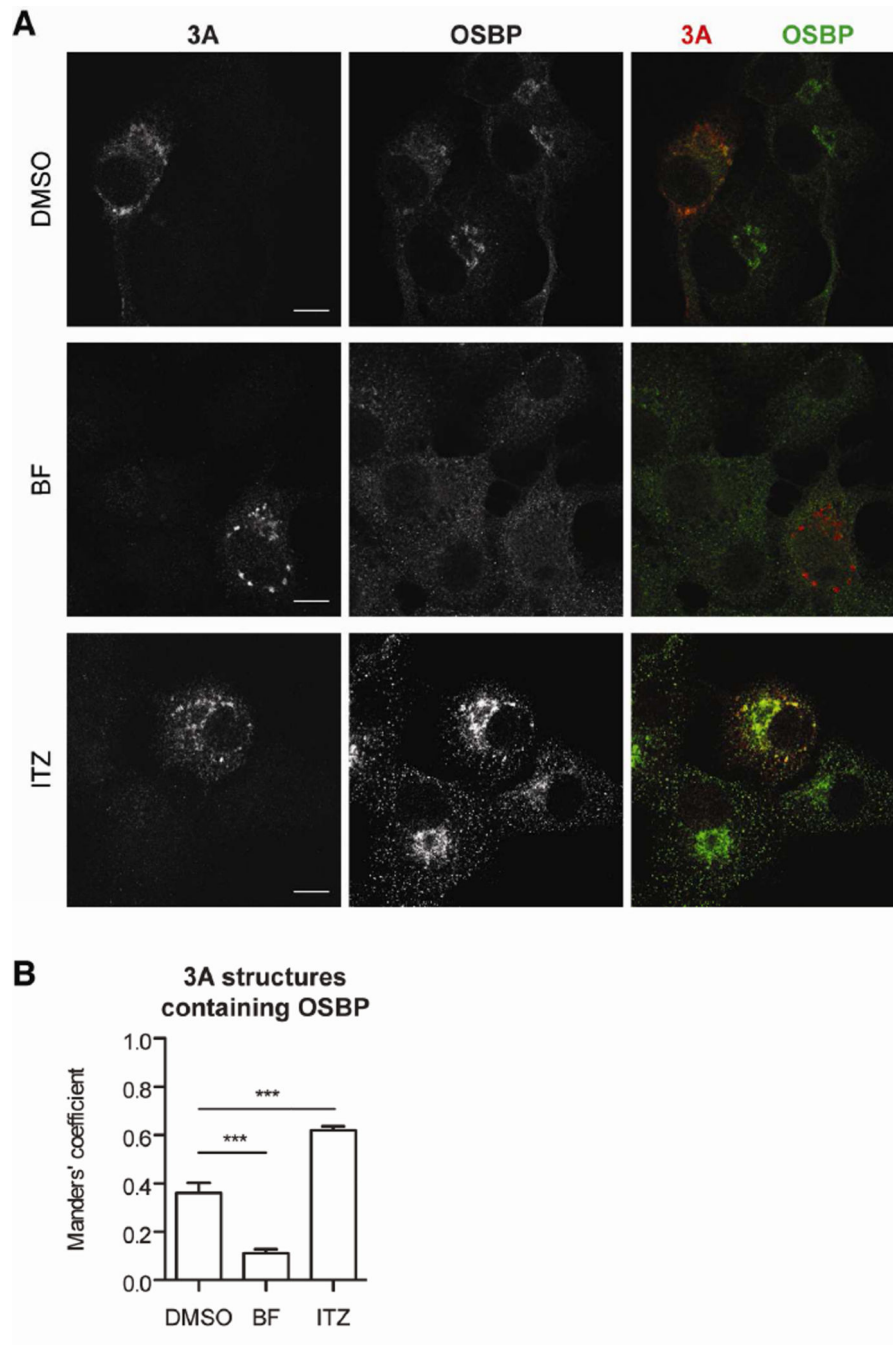 A
3A
OSBP
3A OSBP
DMSO
BF
ITZ
B
3A structures
containing OSBP
Manders' coefficient
1.0
0.8
0.6
0.4
0.2
0.0
***
***
DMSO BF ITZ